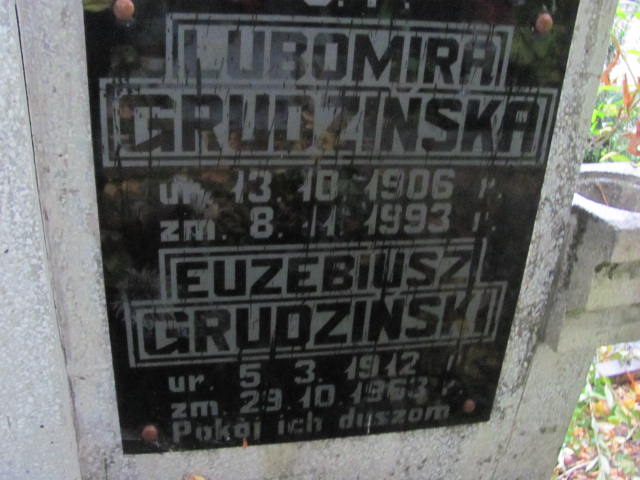 Ś.P.
LUBOMIRA
GRUDZIŃSKA
ur. 13. 10. 1906 r.
zm. 8. 11. 1993 r.
EUZEBIUSZ
GRUDZIŃSKI
ur. 5. 3. 1912 r.
zm. 29. 10. 1963 r.
Pokój ich duszom